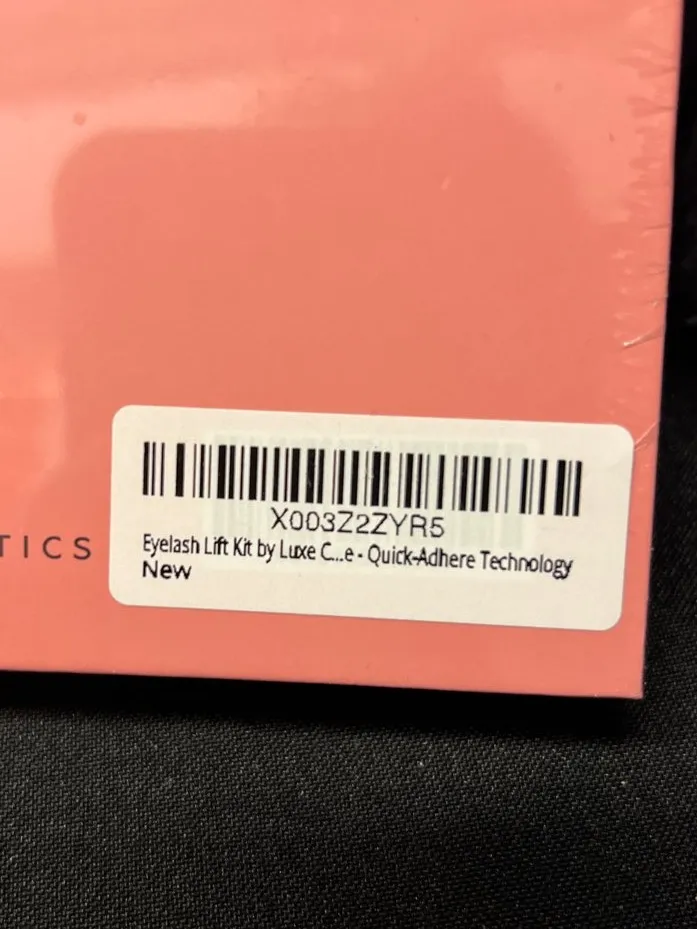 TICS
X003Z2ZYR5
Eyelash Lift Kit by Luxe C...e - Quick-Adhere Technology
New